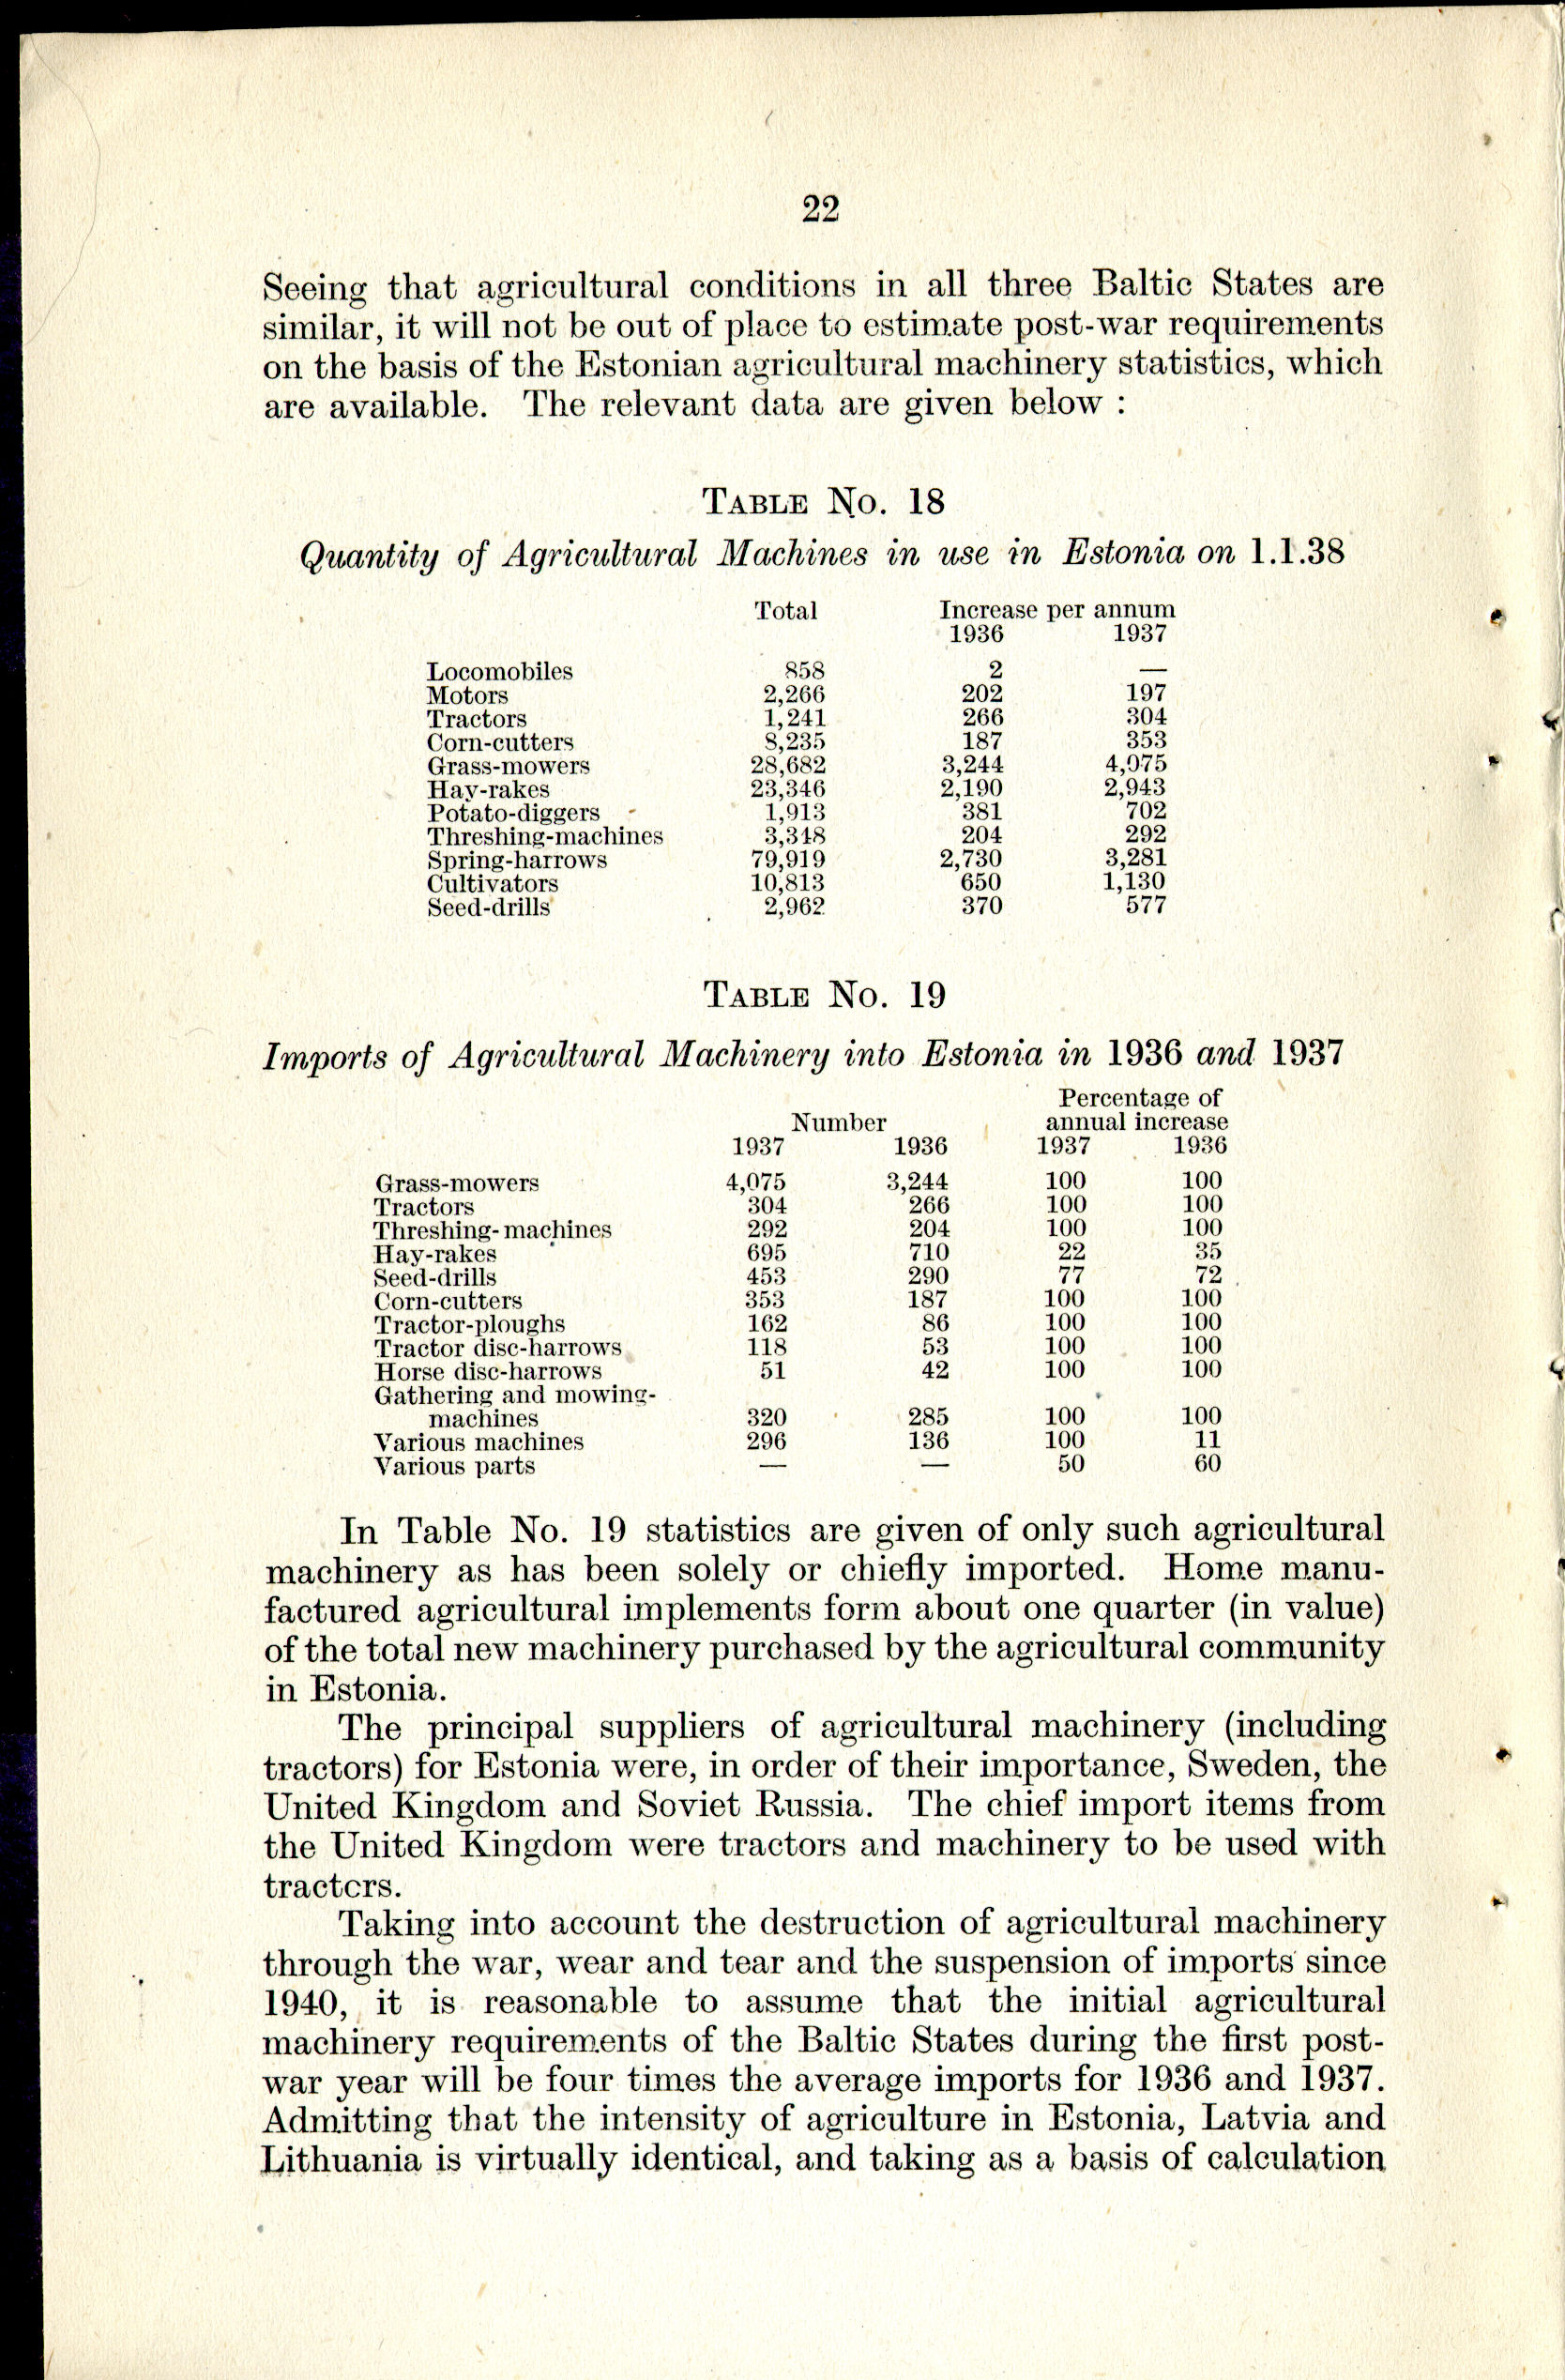 22
Seeing that agricultural conditions in all three Baltic States are
similar, it will not be out of place to estimate post-war requirements
on the basis of the Estonian agricultural machinery statistics, which
are available. The relevant data are given below :
TABLE No. 18
Quantity of Agricultural Machines in use in Estonia on 1.1.38
Total Increase per annum
1936 1937
Locomobiles 858 2 —
Motors 2,266 202 197
Tractors 1,241 266 304
Corn-cutters 8,235 187 353
Grass-mowers 28,682 3,244 4,075
Hay-rakes 23,346 2,190 2,943
Potato-diggers 1,913 381 702
Threshing-machines 3,348 204 292
Spring-harrows 79,919 2,730 3,281
Cultivators 10,813 650 1,130
Seed-drills 2,962 370 577
TABLE No. 19
Imports of Agricultural Machinery into Estonia in 1936 and 1937
Percentage of
Number annual increase
1937 1936 1937 1936
Grass-mowers 4,075 3,244 100 100
Tractors 304 266 100 100
Threshing-machines 292 204 100 100
Hay-rakes 695 710 22 35
Seed-drills 453 290 77 72
Corn-cutters 353 187 100 100
Tractor-ploughs 162 86 100 100
Tractor disc-harrows 118 53 100 100
Horse disc-harrows 51 42 100 100
Gathering and mowing-
machines 320 285 100 100
Various machines 296 136 100 11
Various parts — — 50 60
In Table No. 19 statistics are given of only such agricultural
machinery as has been solely or chiefly imported. Home manu-
factured agricultural implements form about one quarter (in value)
of the total new machinery purchased by the agricultural community
in Estonia.
The principal suppliers of agricultural machinery (including
tractors) for Estonia were, in order of their importance, Sweden, the
United Kingdom and Soviet Russia. The chief import items from
the United Kingdom were tractors and machinery to be used with
tractors.
Taking into account the destruction of agricultural machinery
through the war, wear and tear and the suspension of imports since
1940, it is reasonable to assume that the initial agricultural
machinery requirements of the Baltic States during the first post-
war year will be four times the average imports for 1936 and 1937.
Admitting that the intensity of agriculture in Estonia, Latvia and
Lithuania is virtually identical, and taking as a basis of calculation